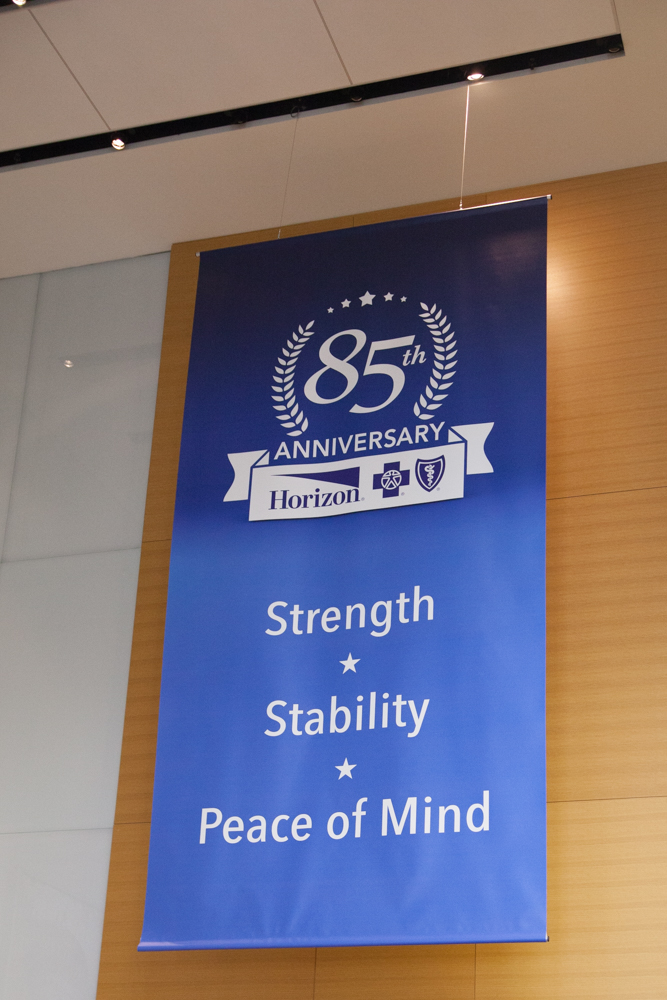 85th
ANNIVERSARY
Horizon
Strength
Stability
Peace of Mind